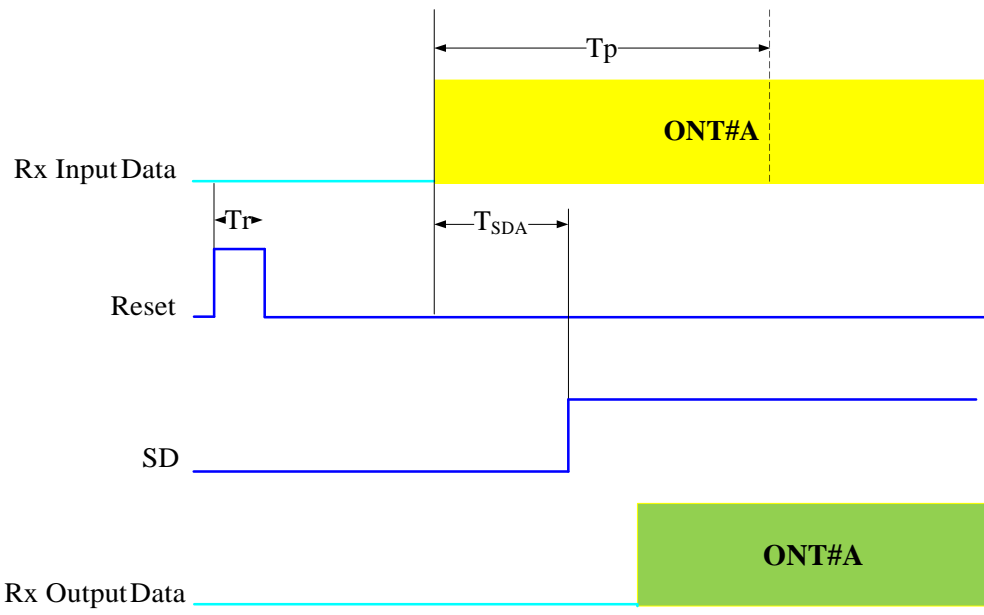 Tp
ONT#A
Rx Input Data
Tr
TSDA
Reset
SD
ONT#A
Rx Output Data